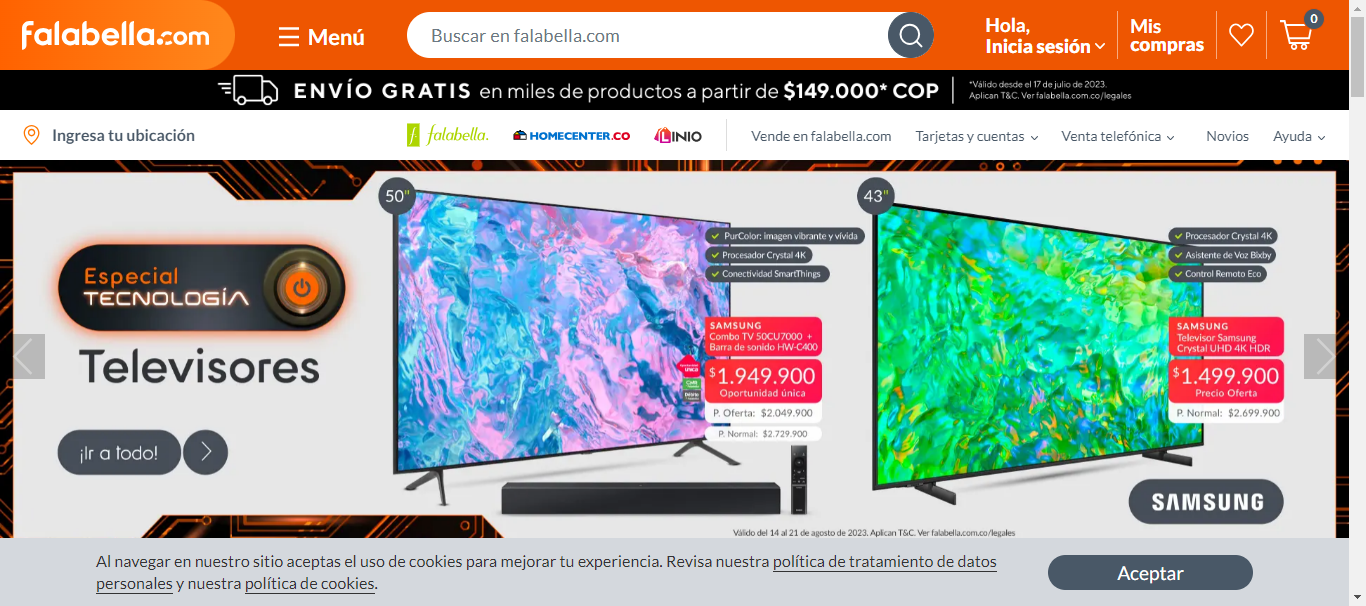 falabella.com
Menú
Buscar en falabella.com
Hola,
Inicia sesión
Mis
compras
0
ENVÍO GRATIS en miles de productos a partir de $149.000* COP
*Válido desde el 17 de julio de 2023.
Aplican T&C. Ver falabella.com.co/legales
Ingresa tu ubicación
falabella.
HOMECENTER.CO
LINIO
Vende en falabella.com
Tarjetas y cuentas
Venta telefónica
Novios
Ayuda
Especial
TECNOLOGÍA
Televisores
¡Ir a todo!
50"
PurColor: imagen vibrante y vívida
Procesador Crystal 4K
Conectividad SmartThings
SAMSUNG
Combo TV 50CU7000 +
Barra de sonido HW-C400
$1.949.900
Oportunidad única
P. Oferta: $2.049.900
P. Normal: $2.729.900
43"
Procesador Crystal 4K
Asistente de Voz Bixby
Control Remoto Eco
SAMSUNG
Televisor Samsung
Crystal UHD 4K HDR
$1.499.900
Precio Oferta
P. Normal: $2.699.900
SAMSUNG
Válido del 14 al 21 de agosto de 2023. Aplican T&C. Ver falabella.com.co/legales
Al navegar en nuestro sitio aceptas el uso de cookies para mejorar tu experiencia. Revisa nuestra política de tratamiento de datos
personales y nuestra política de cookies.
Aceptar